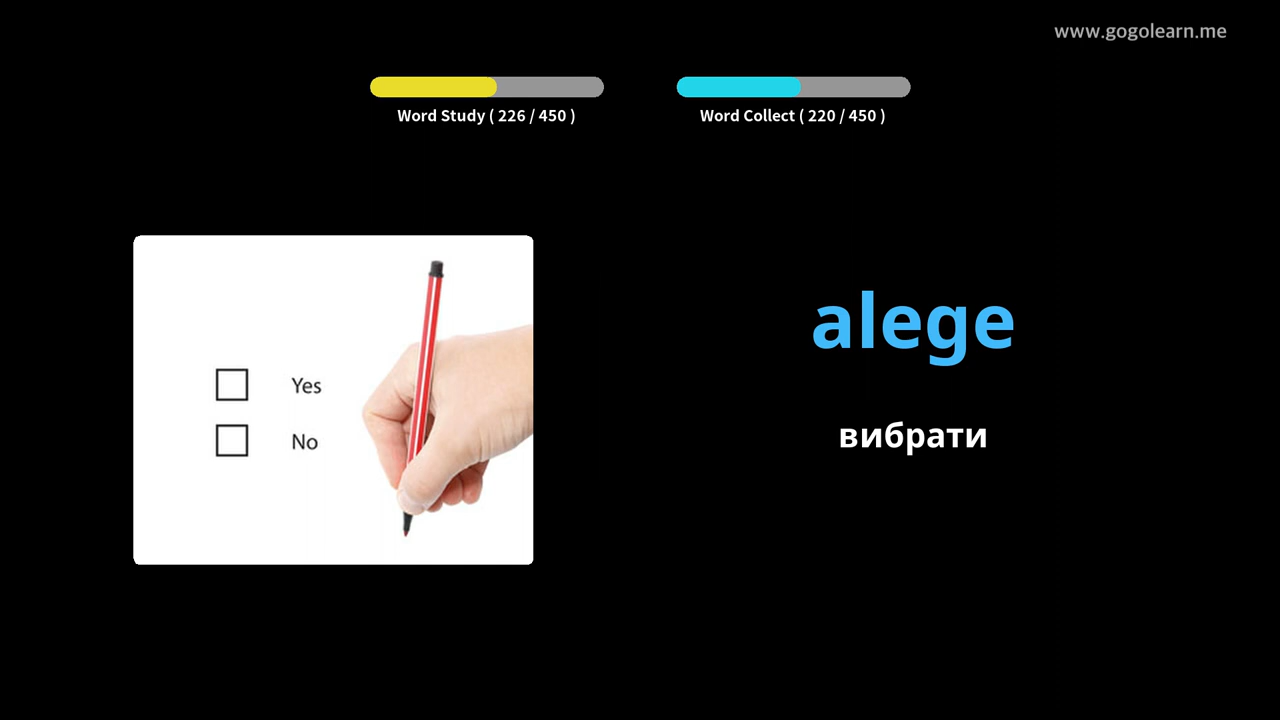 www.gogolearn.me
Word Study ( 226 / 450 )
Word Collect ( 220 / 450 )
Yes
No
alege
вибрати